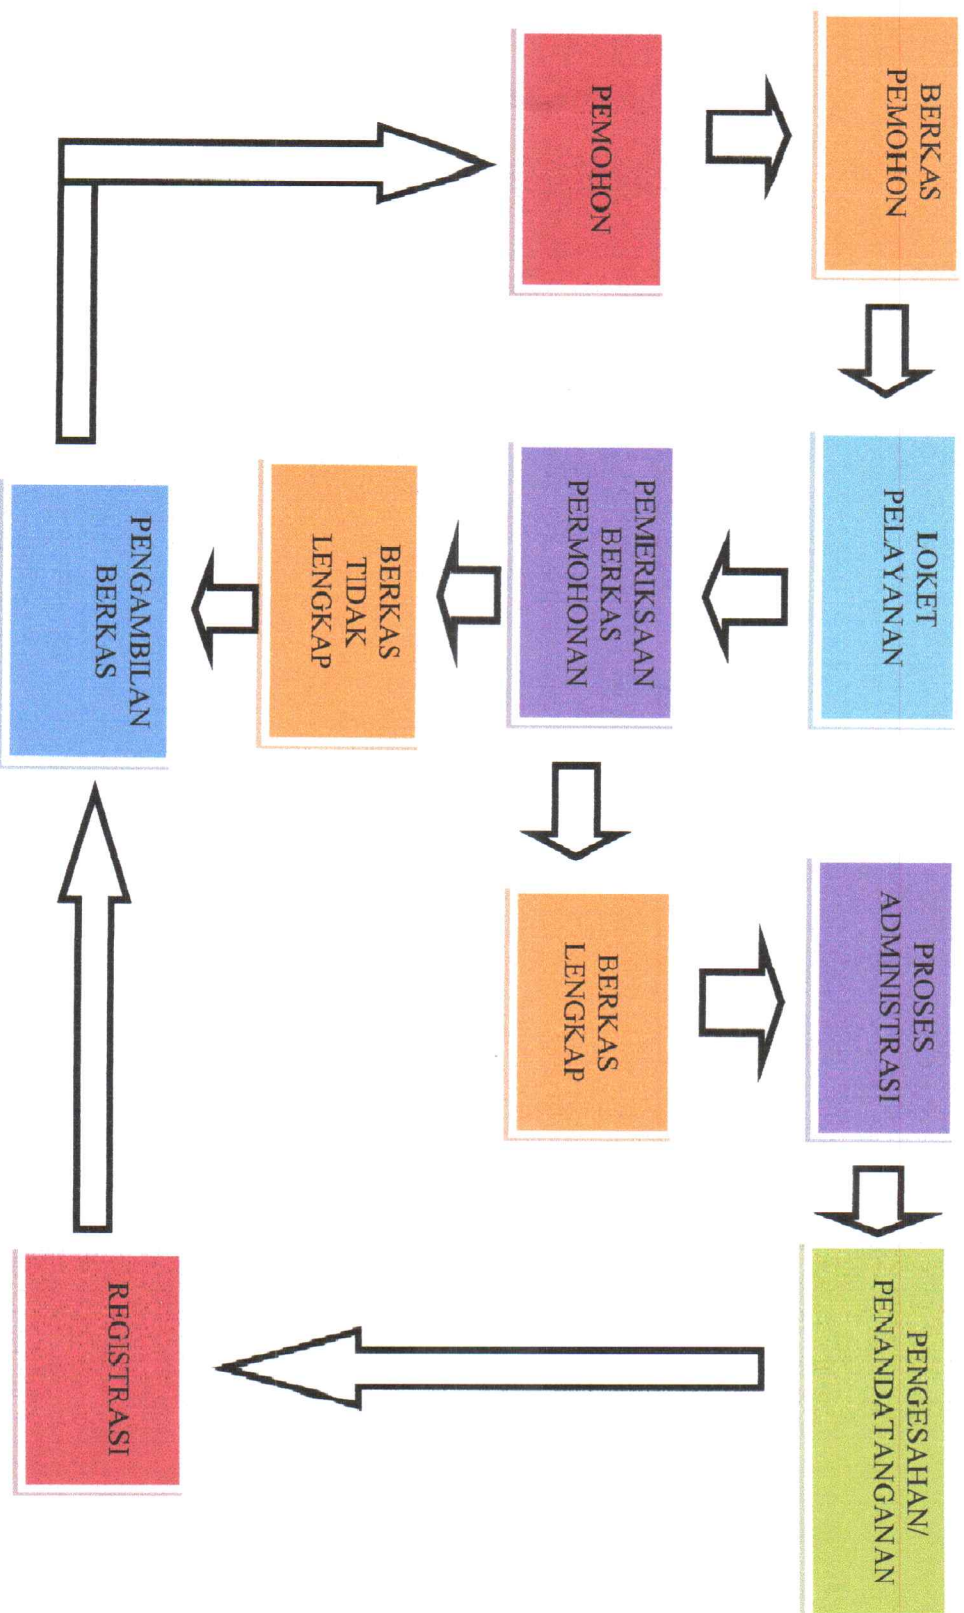 BERKAS
PEMOHON
LOKET
PELAYANAN
PROSES
ADMINISTRASI
PENGESAHAN/
PENANDATANGANAN
PEMOHON
PEMERIKSAAN
BERKAS
PERMOHONAN
BERKAS
LENGKAP
BERKAS
TIDAK
LENGKAP
PENGAMBILAN
BERKAS
REGISTRASI